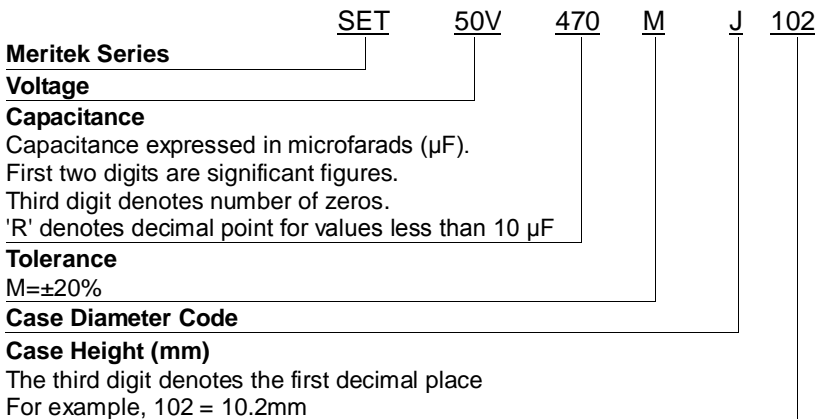 SET 50V 470 M J 102
Meritek Series
Voltage
Capacitance
Capacitance expressed in microfarads (µF).
First two digits are significant figures.
Third digit denotes number of zeros.
'R' denotes decimal point for values less than 10 µF
Tolerance
M=±20%
Case Diameter Code
Case Height (mm)
The third digit denotes the first decimal place
For example, 102 = 10.2mm